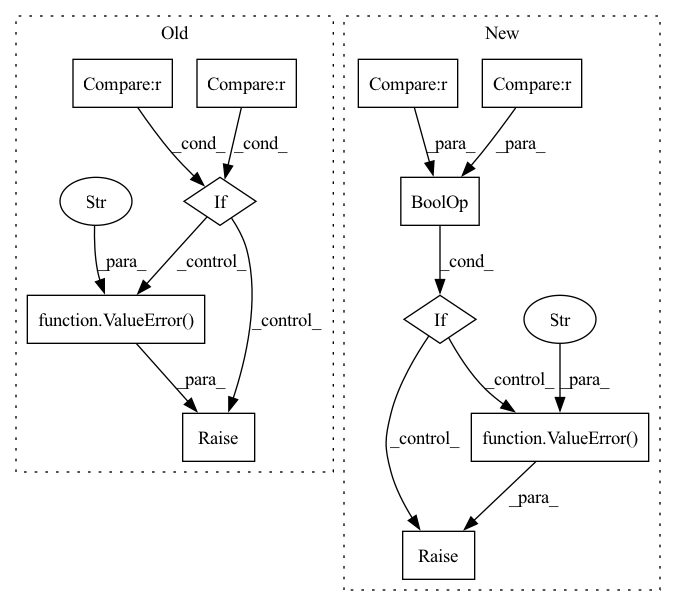 Old
New
Compare:r
Compare:r
Compare:r
Compare:r
_cond_
_cond_
_para_
_para_
Str
If
BoolOp
_para_
_control_
_cond_
function.ValueError()
_control_
If
Str
_para_
_control_
_para_
Raise
_control_
function.ValueError()
_para_
Raise